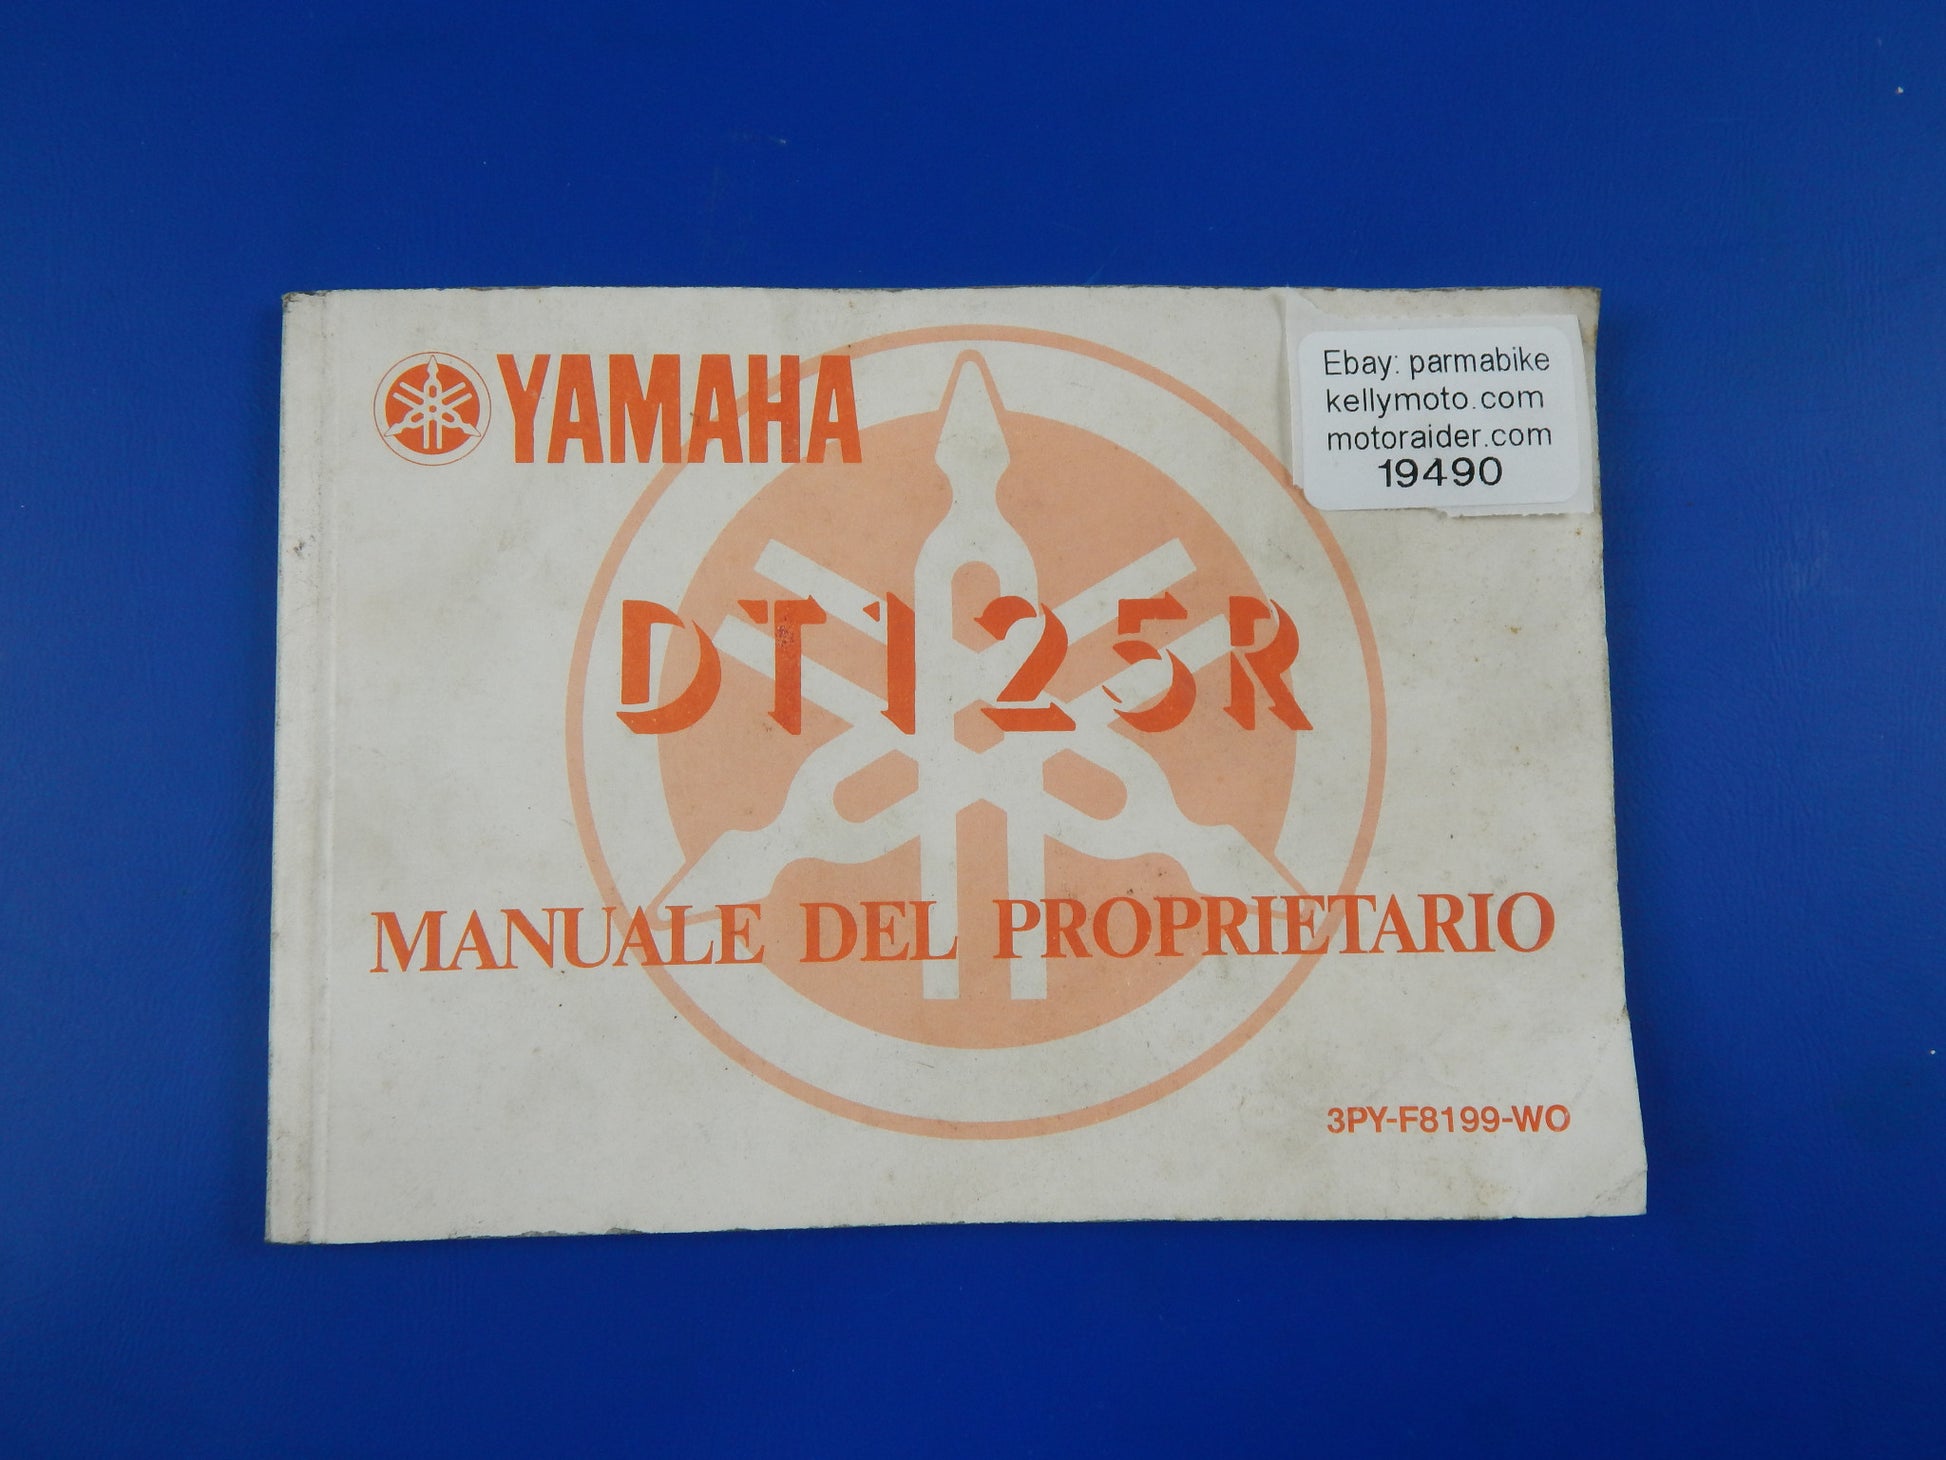 YAMAHA
Ebay: parmabike
kellymoto.com
motoraider.com
19490
DT125R
MANUALE DEL PROPRIETARIO
3PY-F8199-WO